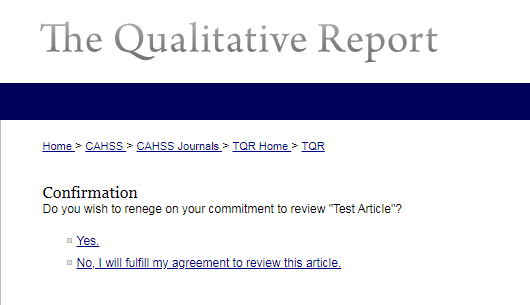 The Qualitative Report
Home > CAHSS > CAHSS Journals > TQR Home > TQR
Confirmation
Do you wish to renege on your commitment to review "Test Article"?
Yes.
No, I will fulfill my agreement to review this article.